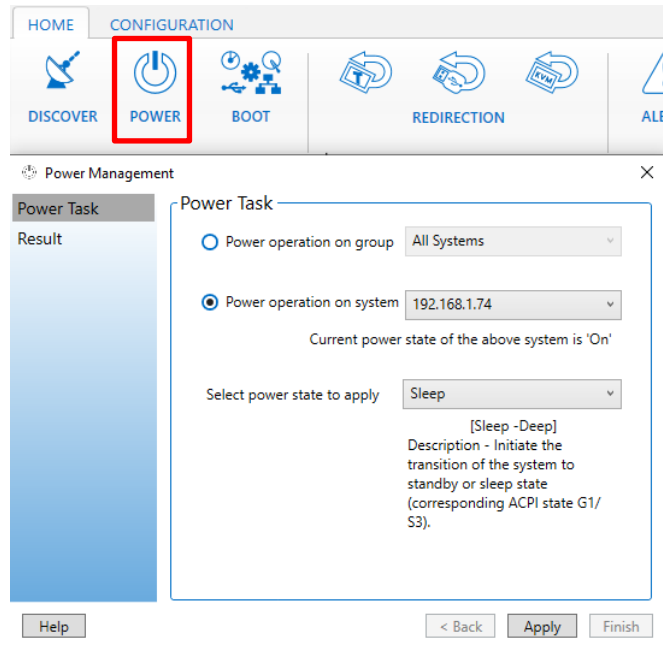 HOME CONFIGURATION
DISCOVER POWER BOOT REDIRECTION
T
KVM
Power Management
Power Task
Result
Power Task
Power operation on group All Systems
Power operation on system 192.168.1.74
Current power state of the above system is 'On'
Select power state to apply Sleep
[Sleep -Deep]
Description - Initiate the
transition of the system to
standby or sleep state
(corresponding ACPI state G1/
S3).
Help < Back Apply Finish